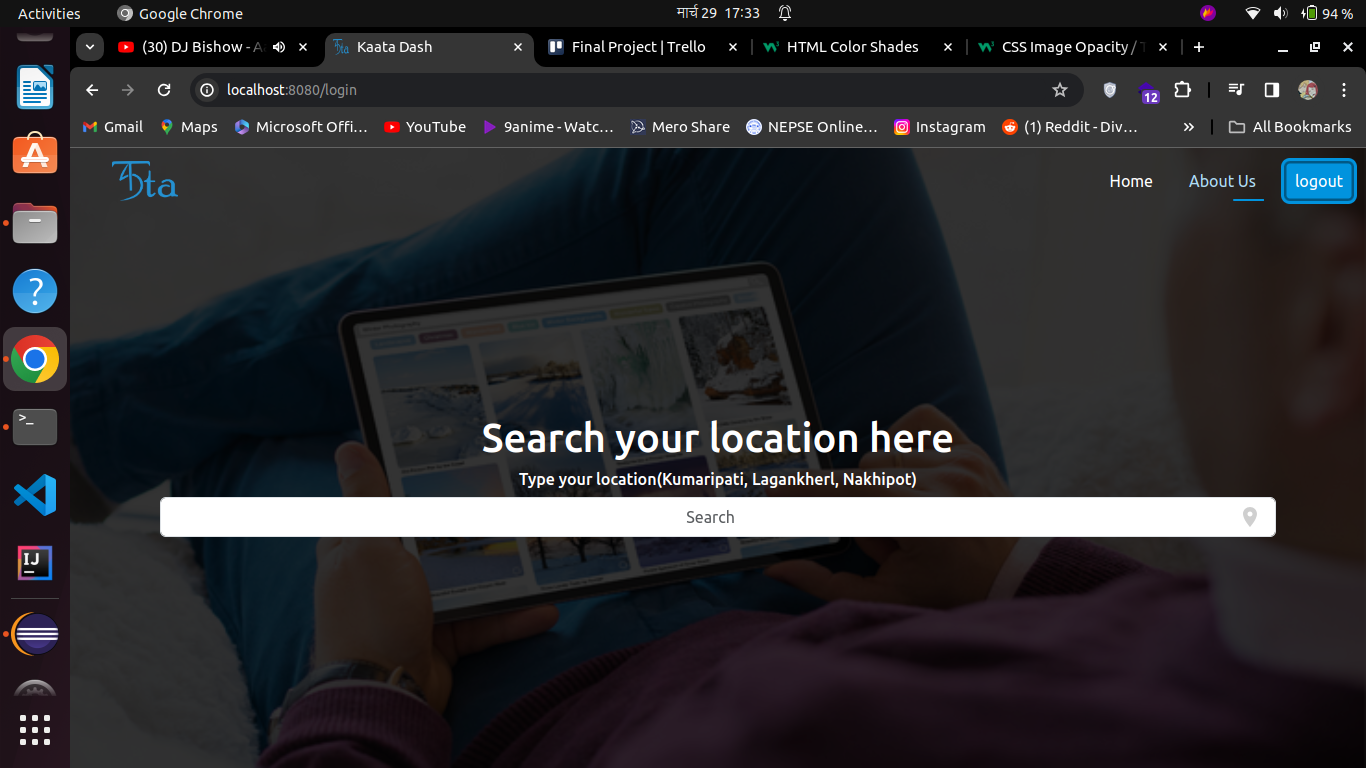 Activities
Google Chrome
मार्च 29 17:33
94 %
(30) DJ Bishow - A
Kaata Dash
Final Project | Trello
HTML Color Shades
CSS Image Opacity / T
localhost:8080/login
12
Gmail
Maps
Microsoft Offi...
YouTube
9anime - Watc...
Mero Share
NEPSE Online...
Instagram
(1) Reddit - Div...
»
All Bookmarks
काta
Home
About Us
logout
Search your location here
Type your location(Kumaripati, Lagankherl, Nakhipot)
Search
>_
IJ